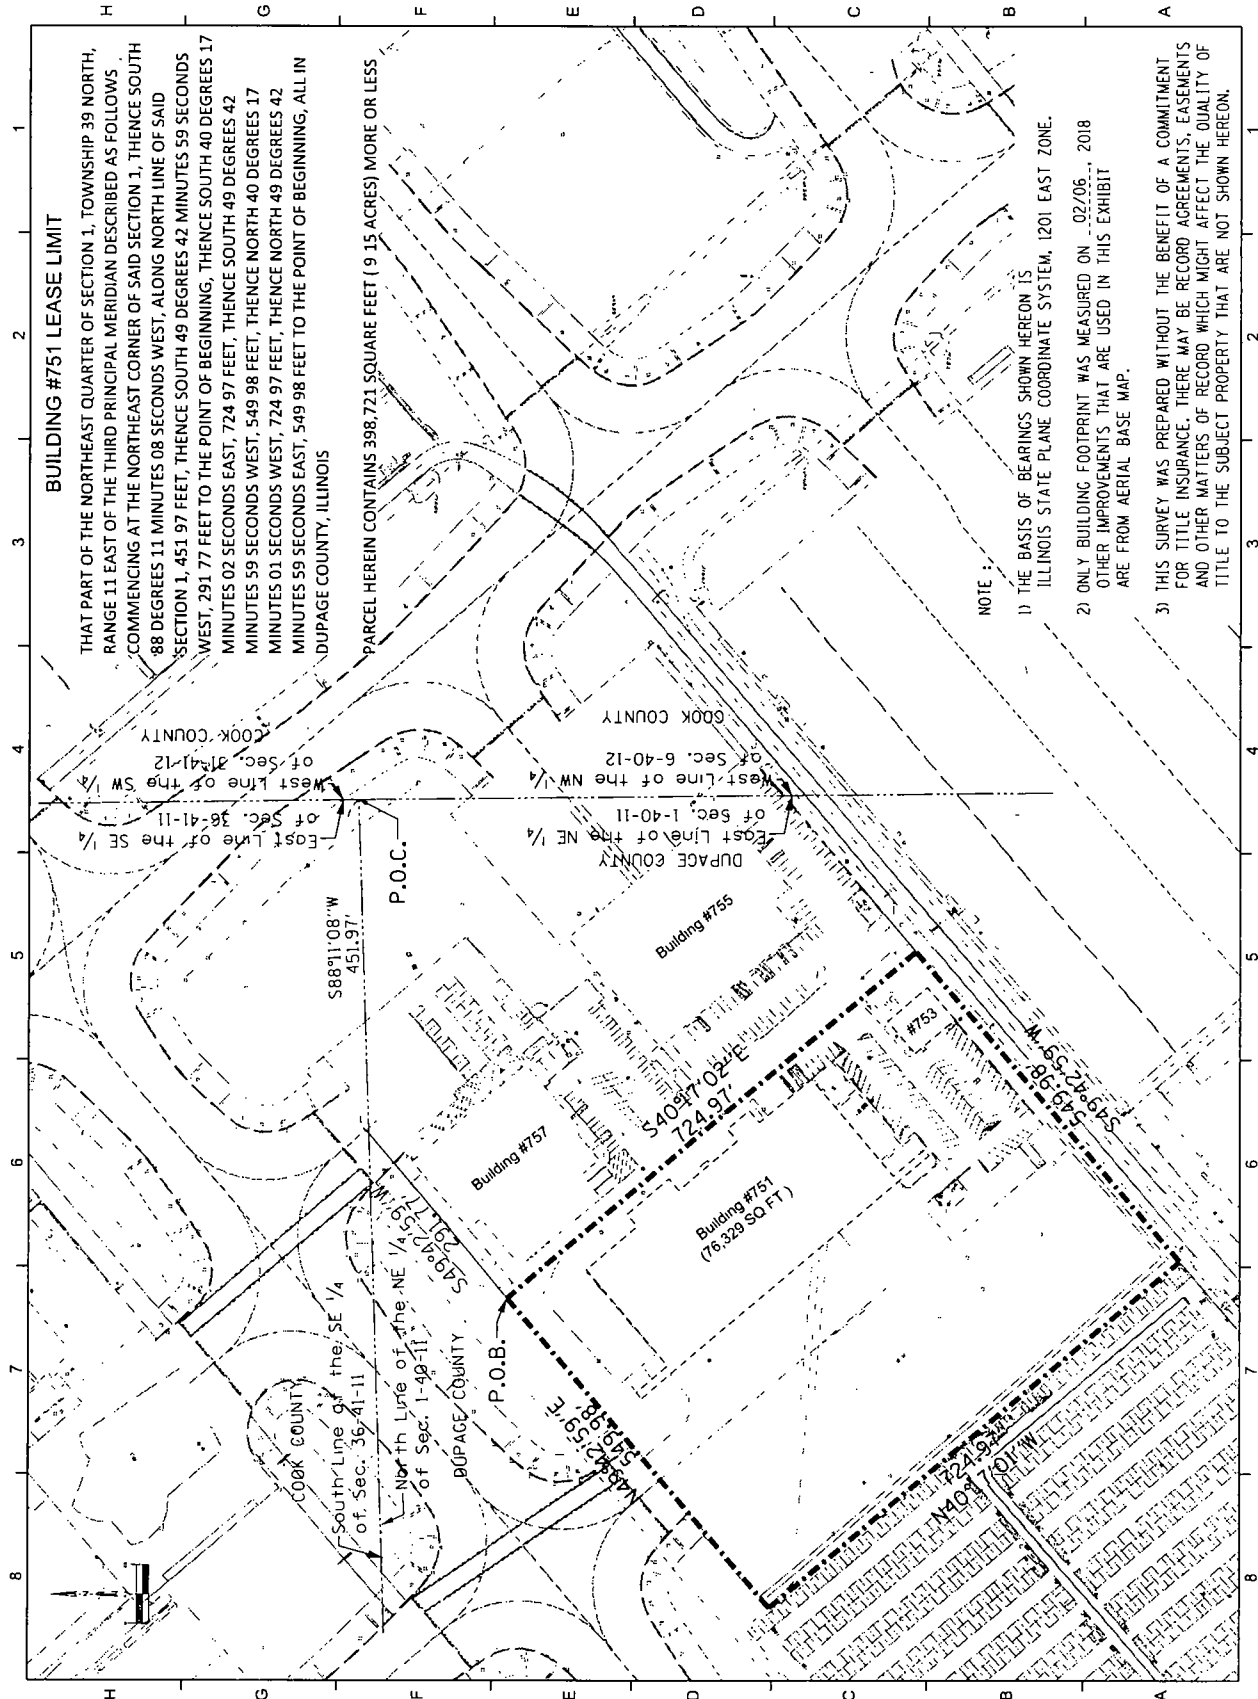 BUILDING #751 LEASE LIMIT
THAT PART OF THE NORTHEAST QUARTER OF SECTION 1, TOWNSHIP 39 NORTH,
RANGE 11 EAST OF THE THIRD PRINCIPAL MERIDIAN DESCRIBED AS FOLLOWS
COMMENCING AT THE NORTHEAST CORNER OF SAID SECTION 1, THENCE SOUTH
88 DEGREES 11 MINUTES 08 SECONDS WEST, ALONG NORTH LINE OF SAID
SECTION 1, 451 97 FEET, THENCE SOUTH 49 DEGREES 42 MINUTES 59 SECONDS
WEST, 291 77 FEET TO THE POINT OF BEGINNING, THENCE SOUTH 40 DEGREES 17
MINUTES 02 SECONDS EAST, 724 97 FEET, THENCE SOUTH 49 DEGREES 42
MINUTES 59 SECONDS WEST, 549 98 FEET, THENCE NORTH 40 DEGREES 17
MINUTES 01 SECONDS WEST, 724 97 FEET, THENCE NORTH 49 DEGREES 42
MINUTES 59 SECONDS EAST, 549 98 FEET TO THE POINT OF BEGINNING, ALL IN
DUPAGE COUNTY, ILLINOIS
PARCEL HEREIN CONTAINS 398,721 SQUARE FEET ( 9 15 ACRES) MORE OR LESS
8 7 6 5 4 3 2 1
H
G
F
E
D
C
B
A
East Line of the SE 1/4
of Sec. 36-41-11
West Line of the SW 1/4
of Sec. 31-41-12
COOK COUNTY
S88°11'08"W
451.97'
P.O.C.
DUPAGE COUNTY
East Line of the NE 1/4
of Sec. 1-40-11
West Line of the NW 1/4
of Sec. 6-40-12
COOK COUNTY
COOK COUNTY
South Line of the SE 1/4
of Sec. 36-41-11
North Line of the NE 1/4
of Sec. 1-40-11
DUPAGE COUNTY
S49°42'59"W
291.77'
P.O.B.
Building #757
Building #755
S40°17'02"E
724.97'
N49°42'59"E
549.98'
Building #751
(76,329 SQ FT )
#753
549.98'
S49°42'59"W
724.97'
N40°17'01"W
NOTE :
1) THE BASIS OF BEARINGS SHOWN HEREON IS
ILLINOIS STATE PLANE COORDINATE SYSTEM, 1201 EAST ZONE.
2) ONLY BUILDING FOOTPRINT WAS MEASURED ON 02/06 , 2018
OTHER IMPROVEMENTS THAT ARE USED IN THIS EXHIBIT
ARE FROM AERIAL BASE MAP.
3) THIS SURVEY WAS PREPARED WITHOUT THE BENEFIT OF A COMMITMENT
FOR TITLE INSURANCE, THERE MAY BE RECORD AGREEMENTS, EASEMENTS
AND OTHER MATTERS OF RECORD WHICH MIGHT AFFECT THE QUALITY OF
TITLE TO THE SUBJECT PROPERTY THAT ARE NOT SHOWN HEREON.
8 7 6 5 4 3 2 1
H
G
F
E
D
C
B
A